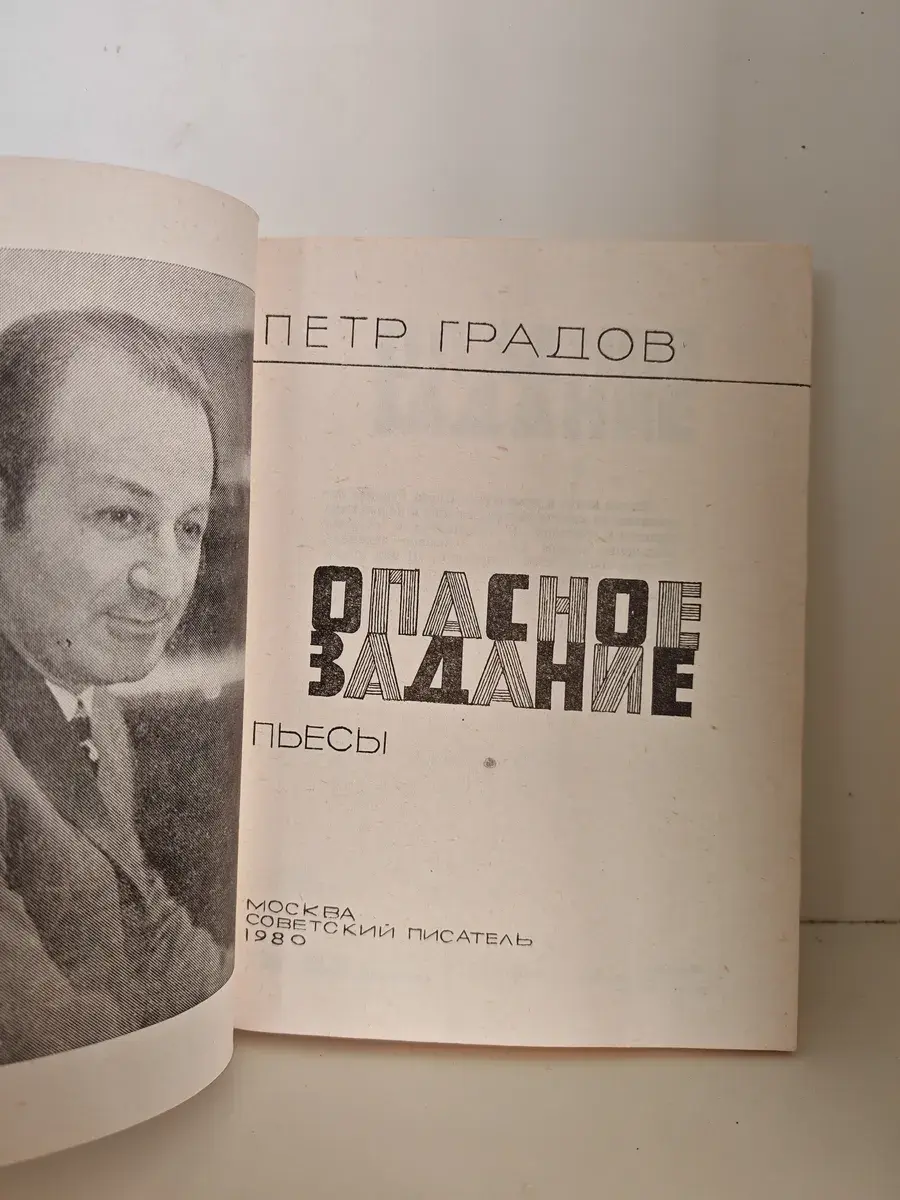 ПЕТР ГРАДОВ
ОПАСНОЕ
ЗАДАНИЕ
ПЬЕСЫ
МОСКВА
СОВЕТСКИЙ ПИСАТЕЛЬ
1980